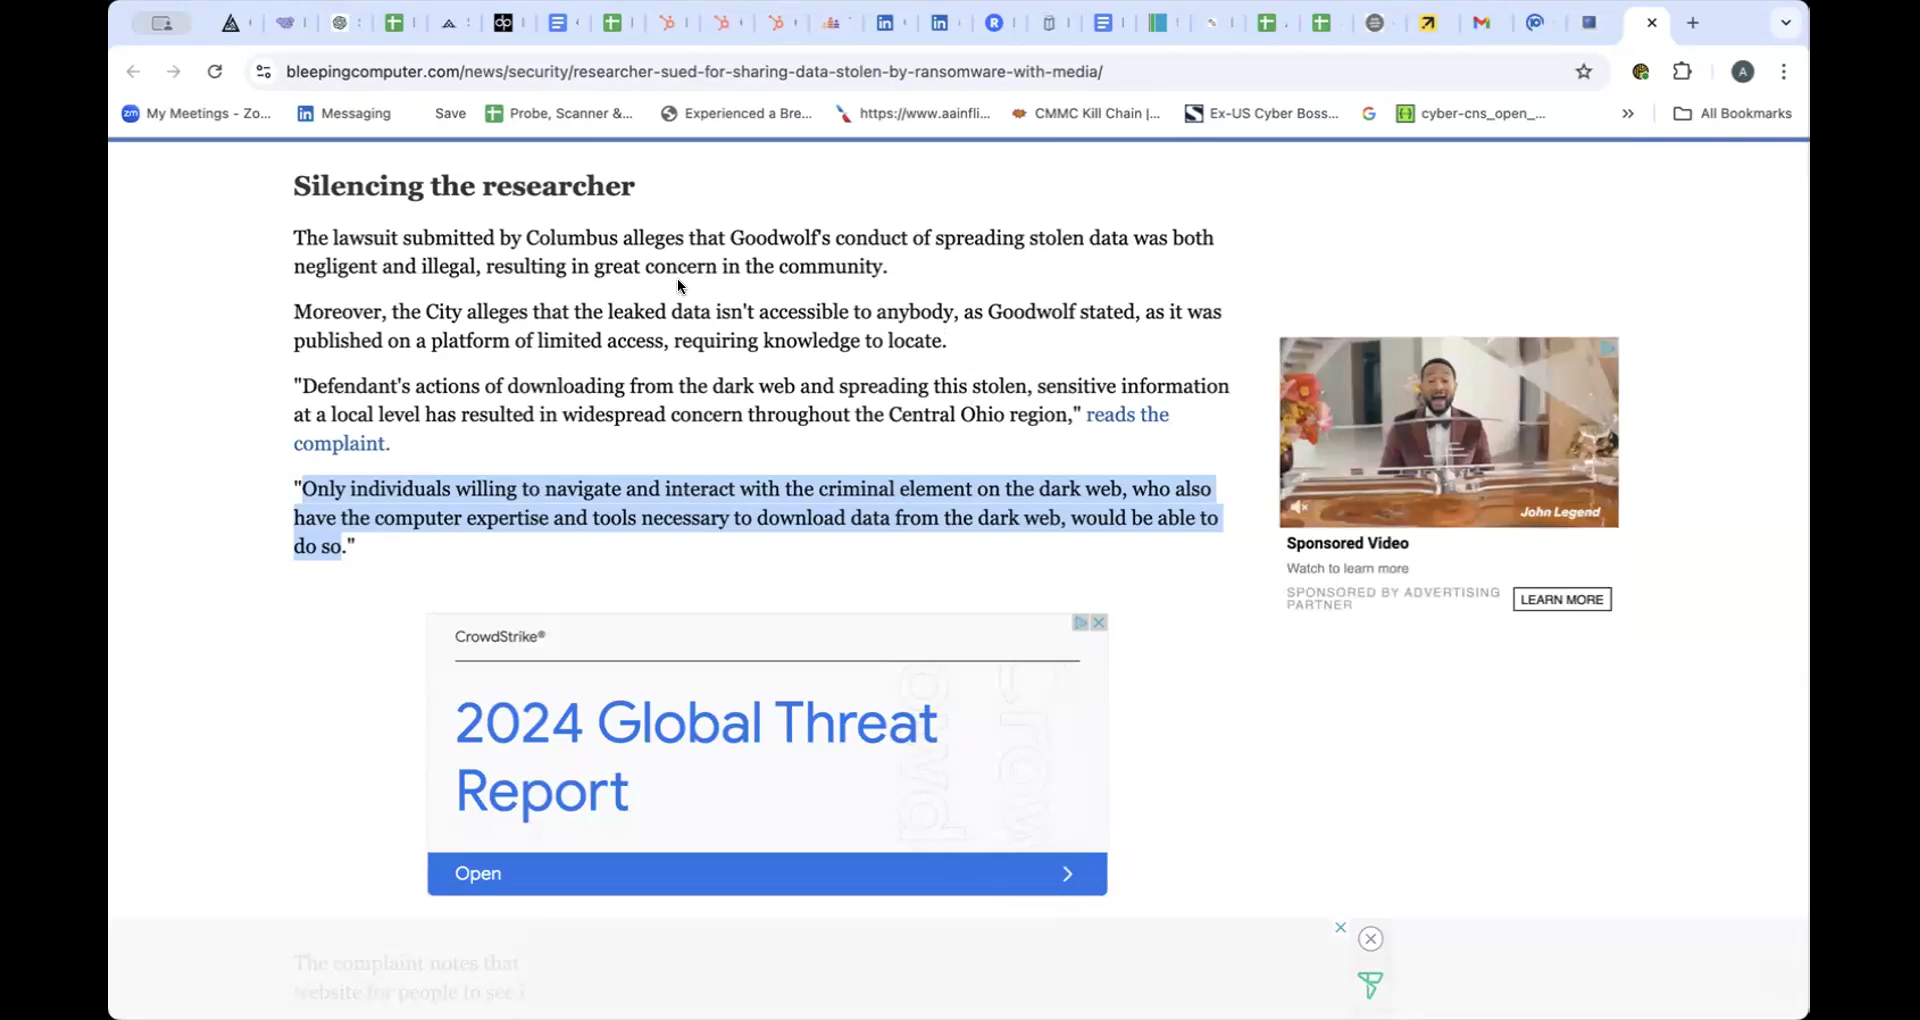 bleepingcomputer.com/news/security/researcher-sued-for-sharing-data-stolen-by-ransomware-with-media/
A
My Meetings - Zo...
Messaging
Save
Probe, Scanner &...
Experienced a Bre...
https://www.aainfli...
CMMC Kill Chain |...
Ex-US Cyber Boss...
cyber-cns_open_...
All Bookmarks
Silencing the researcher
The lawsuit submitted by Columbus alleges that Goodwolf's conduct of spreading stolen data was both
negligent and illegal, resulting in great concern in the community.
Moreover, the City alleges that the leaked data isn't accessible to anybody, as Goodwolf stated, as it was
published on a platform of limited access, requiring knowledge to locate.
"Defendant's actions of downloading from the dark web and spreading this stolen, sensitive information
at a local level has resulted in widespread concern throughout the Central Ohio region," reads the
complaint.
"Only individuals willing to navigate and interact with the criminal element on the dark web, who also
have the computer expertise and tools necessary to download data from the dark web, would be able to
do so."
John Legend
Sponsored Video
Watch to learn more
SPONSORED BY ADVERTISING
PARTNER
LEARN MORE
CrowdStrike®
2024 Global Threat
Report
Open
The complaint notes that
website for people to see